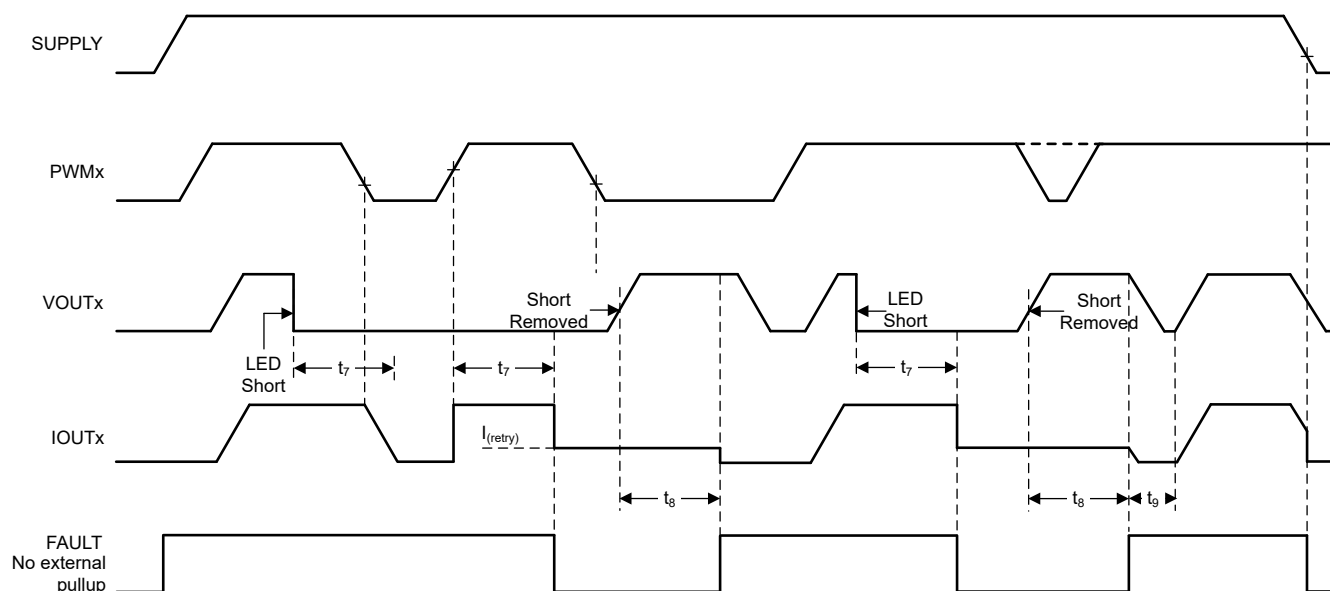 SUPPLY
PWMx
VOUTx
LED
Short
t7
t7
Short
Removed
LED
Short
t7
Short
Removed
IOUTx
I(retry)
t8
t8
t9
FAULT
No external
pullup